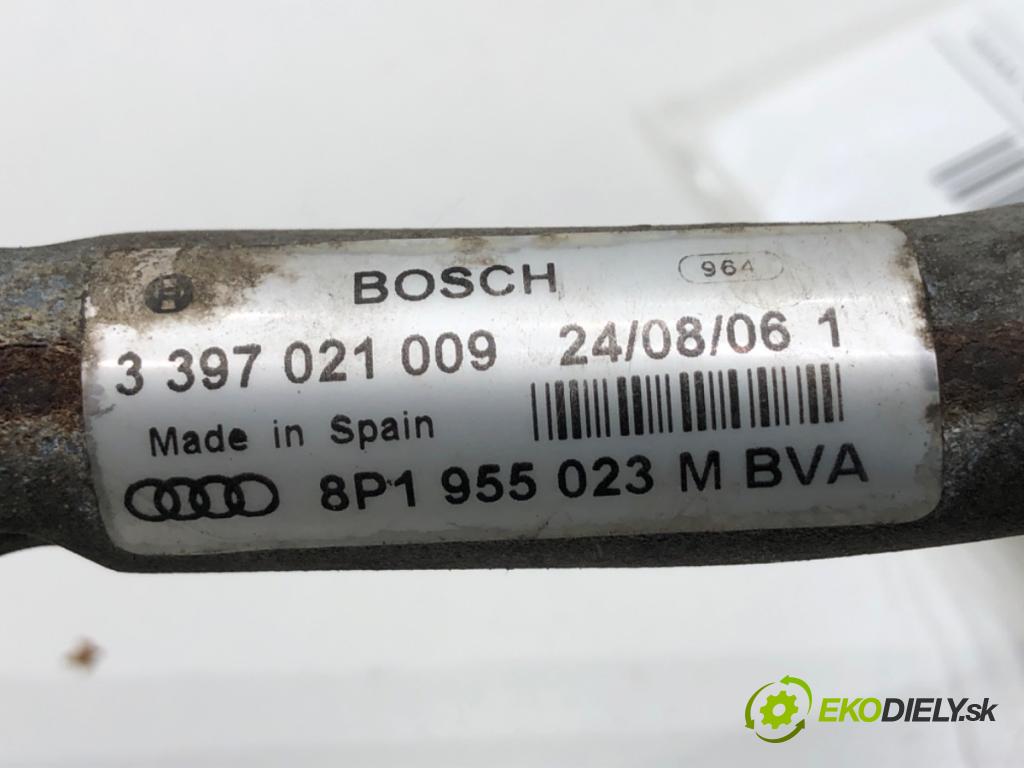 BOSCH 964
3 397 021 009 24/08/06 1
Made in Spain
8P1 955 023 M BVA
EKODIELY.sk